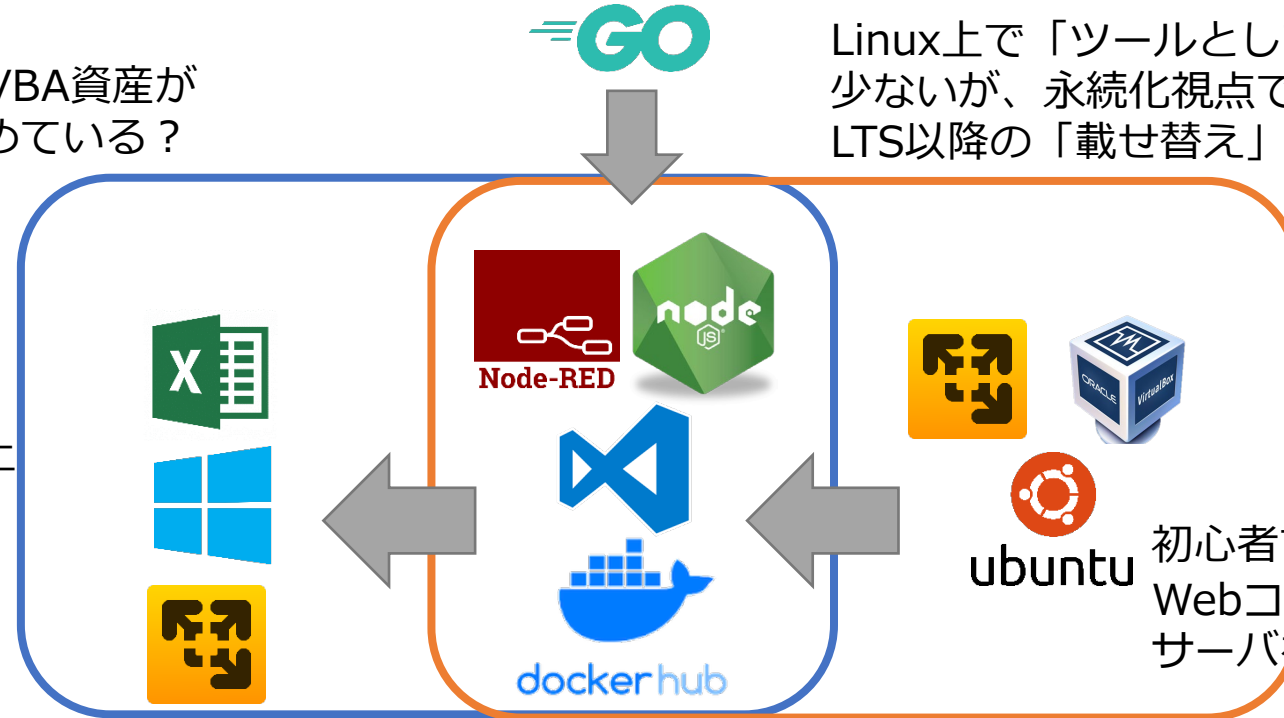 GO
Linux上で「ツールとし
少ないが、永続化視点で
LTS以降の「載せ替え」
VBA資産が
めている？
Node-RED
node
JS
X
ORACLE
VirtualBox
ubuntu
初心者
Webコ
サーバ
dockerhub